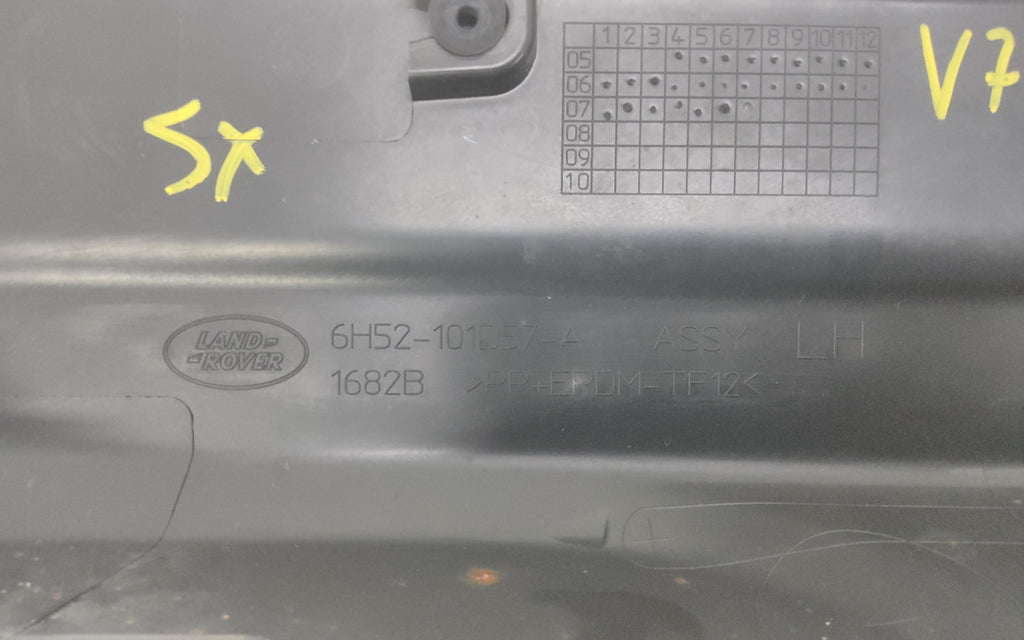 1 2 3 4 5 6 7 8 9 10 11 12
05
06
07
08
09
10
Sx
V7
LAND-
-ROVER
6H52-101D57-A ASSY LH
1682B >PP+EPDM-TF12<